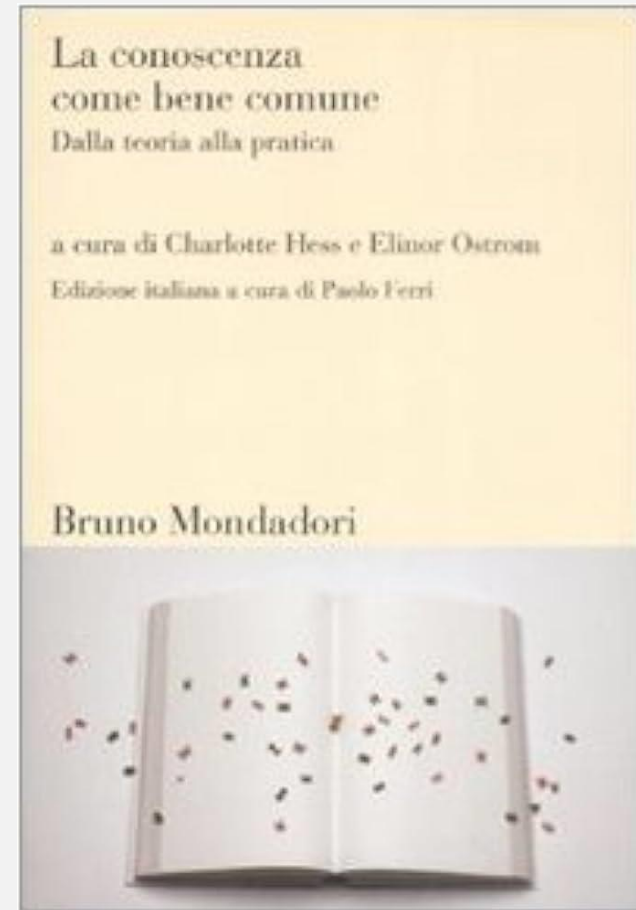 La conoscenza
come bene comune
Dalla teoria alla pratica
a cura di Charlotte Hess e Elinor Ostrom
Edizione italiana a cura di Paolo Ferri
Bruno Mondadori